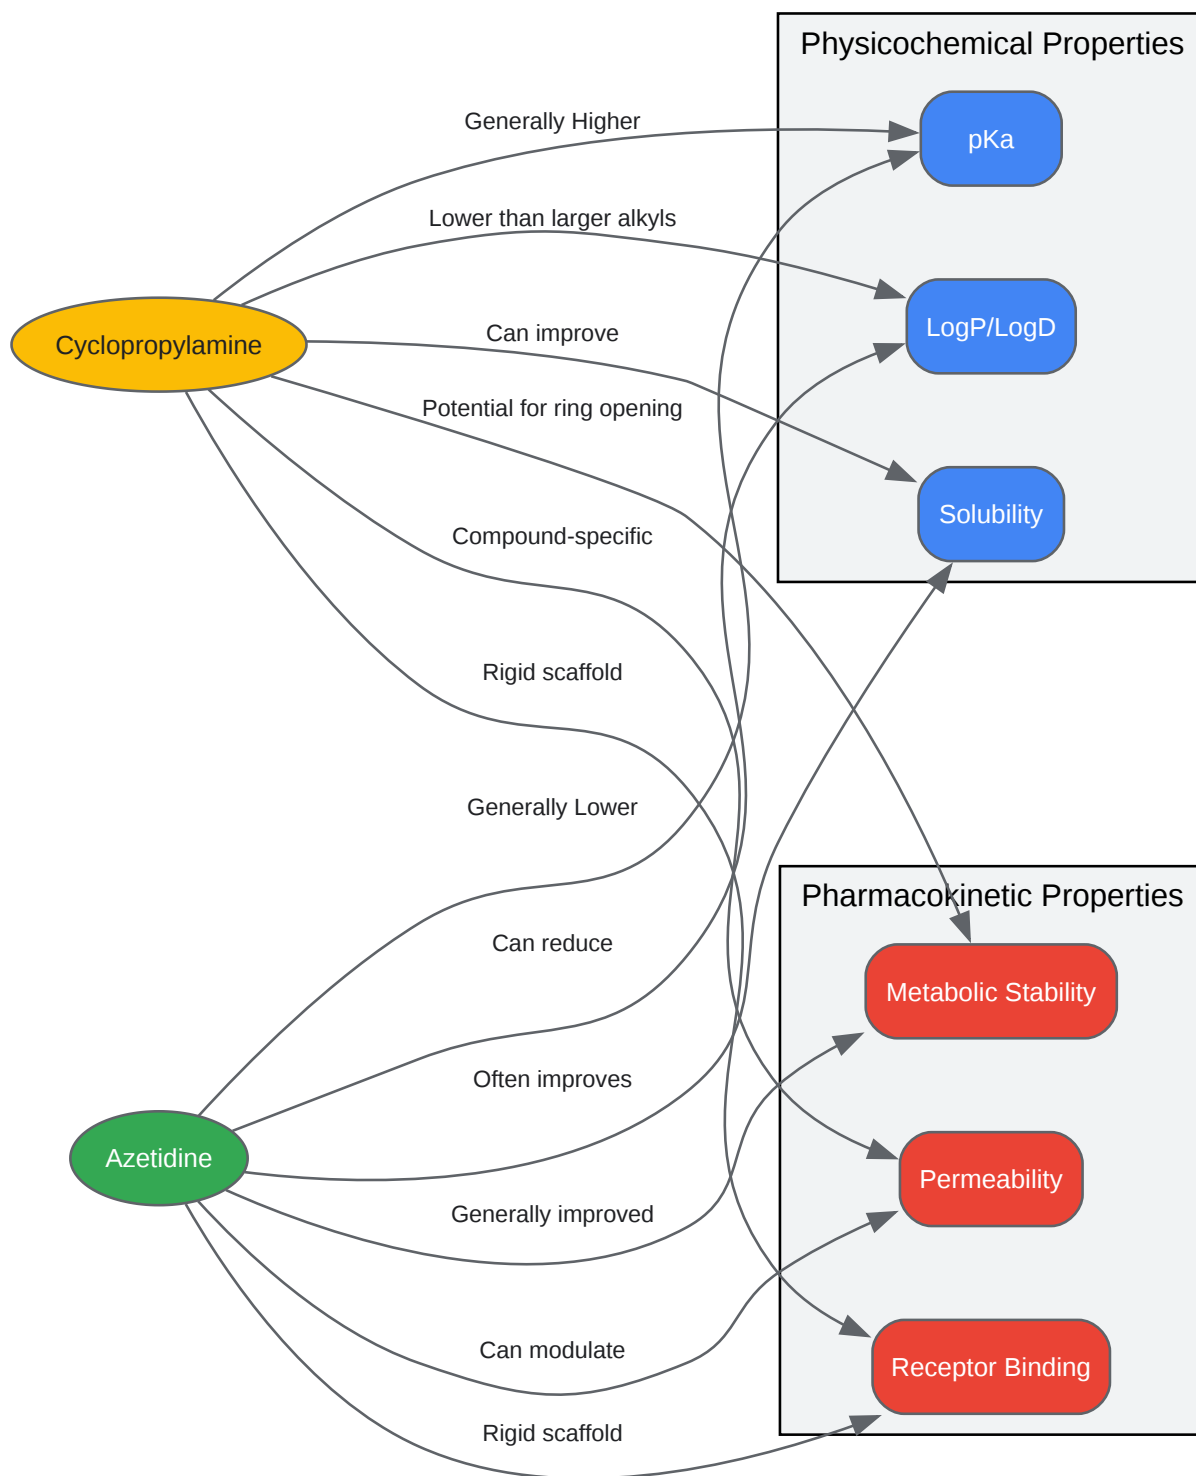 Physicochemical Properties
Generally Higher
pKa
Lower than larger alkyls
LogP/LogD
Can improve
Cyclopropylamine
Potential for ring opening
Solubility
Compound-specific
Rigid scaffold
Generally Lower
Pharmacokinetic Properties
Can reduce
Metabolic Stability
Often improves
Azetidine
Permeability
Generally improved
Can modulate
Receptor Binding
Rigid scaffold